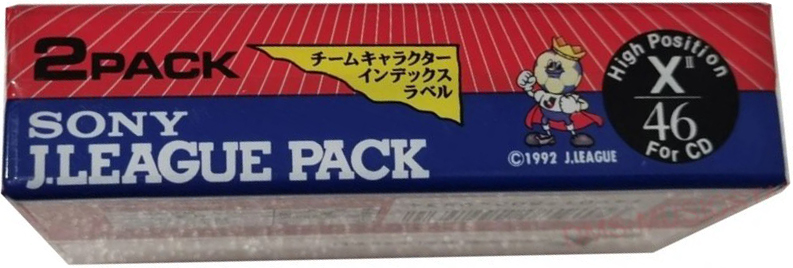 2PACK
チームキャラクター
インデックス
ラベル
SONY
J.LEAGUE PACK
©1992 J.LEAGUE
High Position
XII
46
For CD